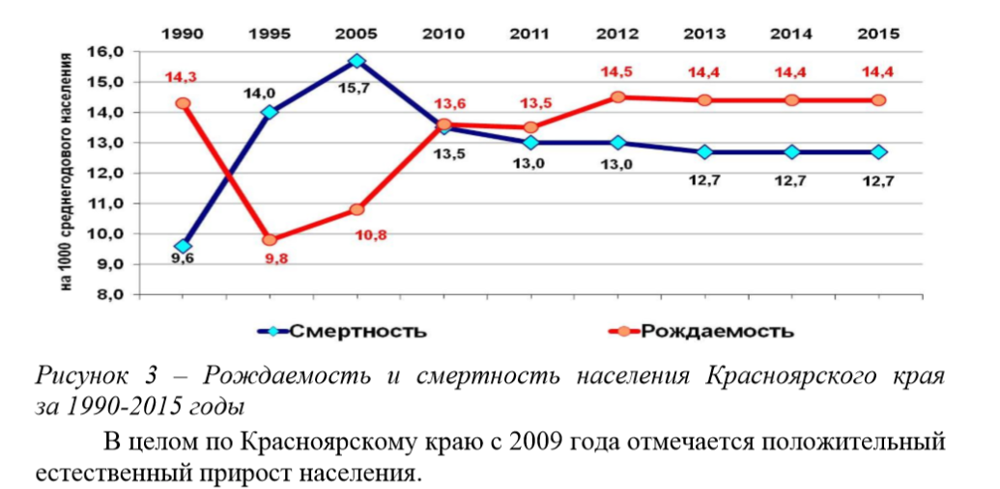 1990 1995 2005 2010 2011 2012 2013 2014 2015
на 1000 среднегодового населения
16,0
15,0
14,0
13,0
12,0
11,0
10,0
9,0
8,0
14,3 9,8 10,8 13,6 13,5 14,5 14,4 14,4 14,4
9,6 14,0 15,7 13,5 13,0 13,0 12,7 12,7 12,7
Смертность Рождаемость
Рисунок 3 – Рождаемость и смертность населения Красноярского края
за 1990-2015 годы
В целом по Красноярскому краю с 2009 года отмечается положительный
естественный прирост населения.